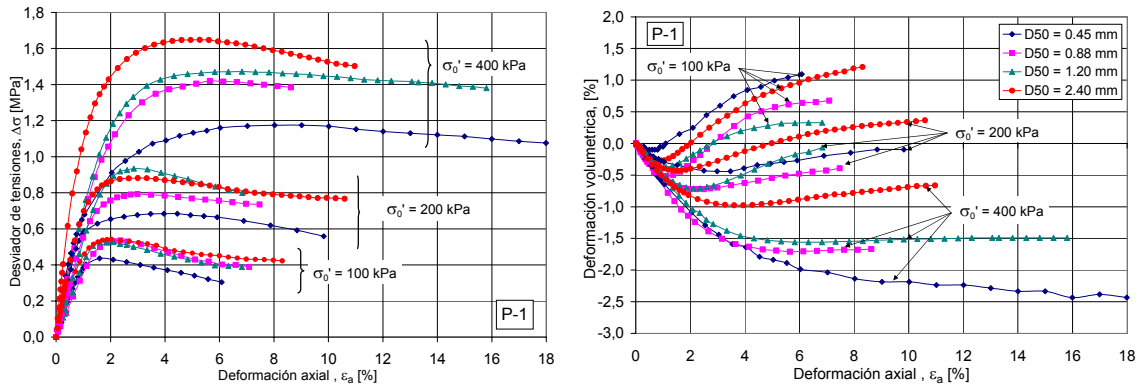 1,8
1,6
1,4
1,2
1,0
0,8
0,6
0,4
0,2
0,0
Desviador de tensiones, Δσ [MPa]
0 2 4 6 8 10 12 14 16 18
Deformación axial , εa [%]
σ0' = 400 kPa
σ0' = 200 kPa
σ0' = 100 kPa
P-1
2,0
1,5
1,0
0,5
0,0
-0,5
-1,0
-1,5
-2,0
-2,5
-3,0
Deformación volumetrica, [%]
0 2 4 6 8 10 12 14 16 18
Deformación axial , εa [%]
P-1
σ0' = 100 kPa
σ0' = 200 kPa
σ0' = 400 kPa
D50 = 0.45 mm
D50 = 0.88 mm
D50 = 1.20 mm
D50 = 2.40 mm